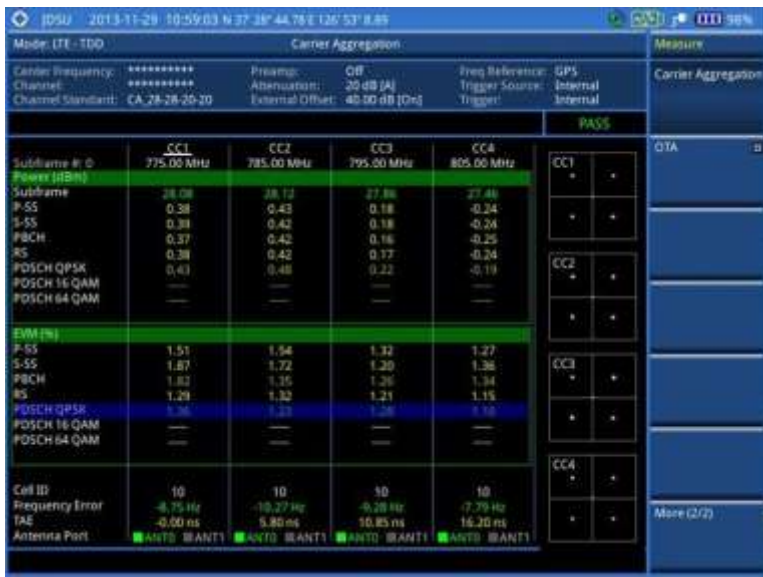 JDSU 2013-11-29 10:59:03 N 37° 28' 44.78 E 126° 53' 8.89 98%
Mode: LTE - TDD Carrier Aggregation Measure
Center Frequency: ********** Preamp: Off Freq Reference: GPS Carrier Aggregation
Channel: ********** Attenuation: 20 dB [A] Trigger Source: Internal
Channel Standard: CA_28-28-20-20 External Offset: 40.00 dB [On] Trigger: Internal
PASS
CC1 CC2 CC3 CC4 OTA
Subframe #: 0 775.00 MHz 785.00 MHz 795.00 MHz 805.00 MHz CC1
Power (dBm)
Subframe 28.08 28.12 27.86 27.46
P-SS 0.38 0.43 0.18 -0.24
S-SS 0.39 0.42 0.18 -0.24
PBCH 0.37 0.42 0.16 -0.25
RS 0.38 0.42 0.17 -0.24
PDSCH QPSK 0.43 0.48 0.22 -0.19 CC2
PDSCH 16 QAM ---- ---- ---- ----
PDSCH 64 QAM ---- ---- ---- ----
EVM (%)
P-SS 1.51 1.54 1.32 1.27
S-SS 1.87 1.72 1.20 1.36 CC3
PBCH 1.82 1.35 1.26 1.34
RS 1.29 1.32 1.21 1.15
PDSCH QPSK
PDSCH 16 QAM ---- ---- ---- ----
PDSCH 64 QAM ---- ---- ---- ----
CC4
Cell ID 10 10 10 10
Frequency Error -8.75 Hz -10.27 Hz -9.28 Hz -7.79 Hz
TAE -0.00 ns 5.80 ns 10.85 ns 16.20 ns More (2/2)
Antenna Port ANT0 ANT1 ANT0 ANT1 ANT0 ANT1 ANT0 ANT1